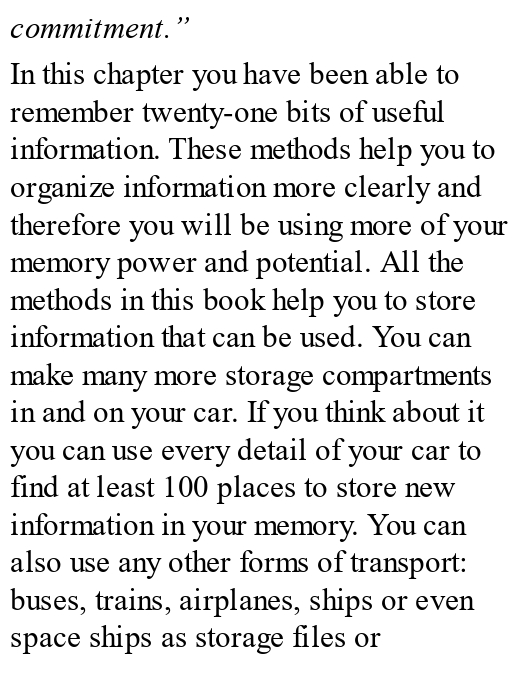 commitment.”
In this chapter you have been able to
remember twenty-one bits of useful
information. These methods help you to
organize information more clearly and
therefore you will be using more of your
memory power and potential. All the
methods in this book help you to store
information that can be used. You can
make many more storage compartments
in and on your car. If you think about it
you can use every detail of your car to
find at least 100 places to store new
information in your memory. You can
also use any other forms of transport:
buses, trains, airplanes, ships or even
space ships as storage files or